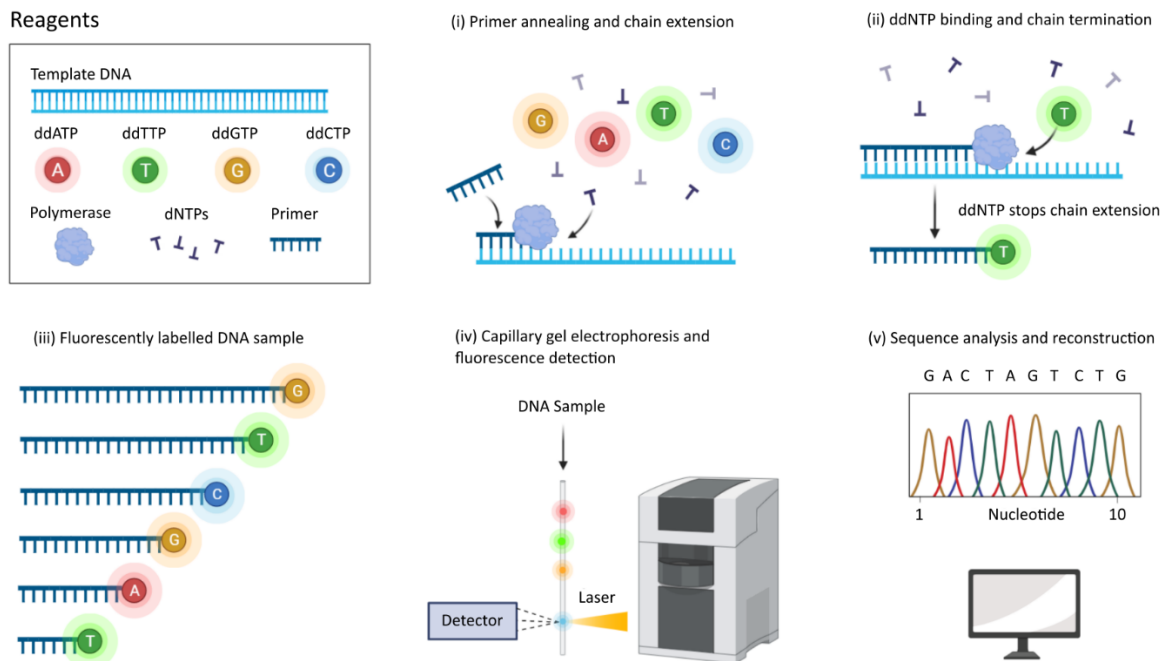 Reagents
Template DNA
ddATP ddTTP ddGTP ddCTP
A T G C
Polymerase dNTPs Primer
(i) Primer annealing and chain extension
G A T C
(ii) ddNTP binding and chain termination
T
ddNTP stops chain extension
T
(iii) Fluorescently labelled DNA sample
G
T
C
G
A
T
(iv) Capillary gel electrophoresis and
fluorescence detection
DNA Sample
Laser
Detector
(v) Sequence analysis and reconstruction
G A C T A G T C T G
1 Nucleotide 10